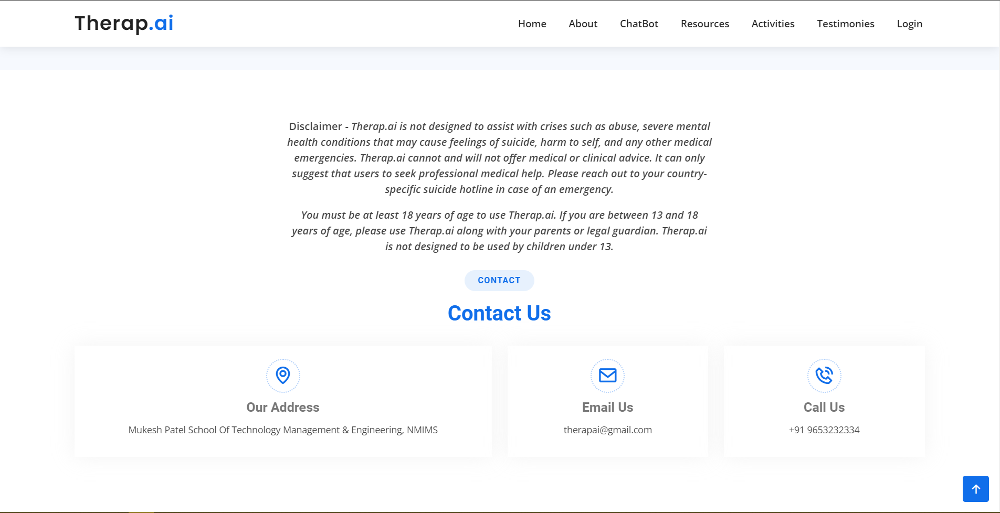 Therap.ai
Home
About
ChatBot
Resources
Activities
Testimonies
Login
Disclaimer - Therap.ai is not designed to assist with crises such as abuse, severe mental
health conditions that may cause feelings of suicide, harm to self, and any other medical
emergencies. Therap.ai cannot and will not offer medical or clinical advice. It can only
suggest that users to seek professional medical help. Please reach out to your country-
specific suicide hotline in case of an emergency.
You must be at least 18 years of age to use Therap.ai. If you are between 13 and 18
years of age, please use Therap.ai along with your parents or legal guardian. Therap.ai
is not designed to be used by children under 13.
CONTACT
Contact Us
Our Address
Mukesh Patel School Of Technology Management & Engineering, NMIMS
Email Us
therapai@gmail.com
Call Us
+91 9653232334